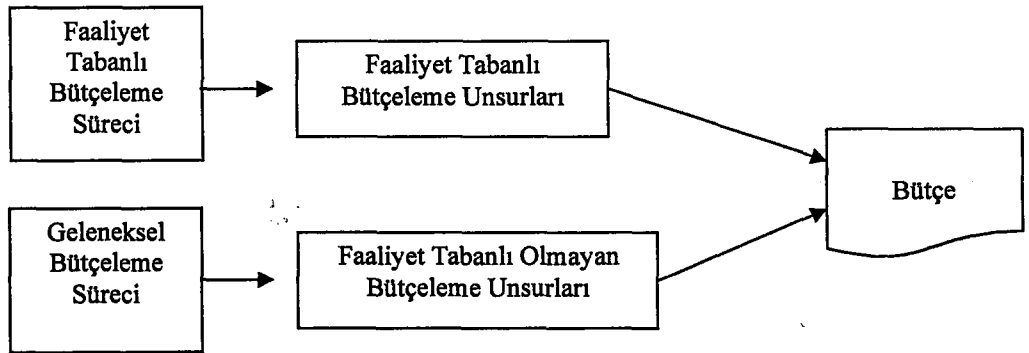 Faaliyet
Tabanlı
Bütçeleme
Süreci
Faaliyet Tabanlı
Bütçeleme Unsurları
Bütçe
Geleneksel
Bütçeleme
Süreci
Faaliyet Tabanlı Olmayan
Bütçeleme Unsurları